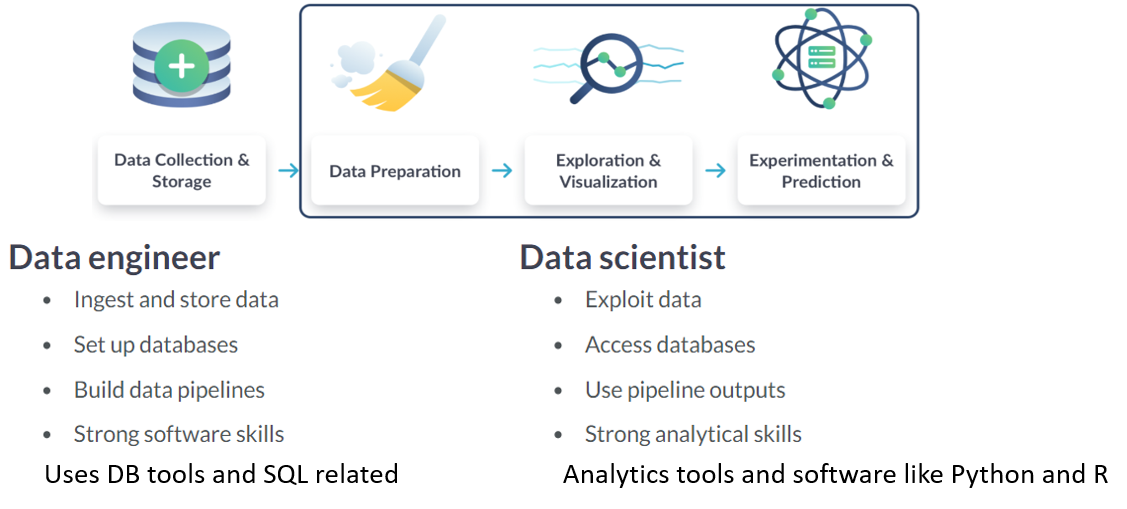 Data Collection &
Storage
Data Preparation
Exploration &
Visualization
Experimentation &
Prediction
Data engineer
• Ingest and store data
• Set up databases
• Build data pipelines
• Strong software skills
Uses DB tools and SQL related
Data scientist
• Exploit data
• Access databases
• Use pipeline outputs
• Strong analytical skills
Analytics tools and software like Python and R